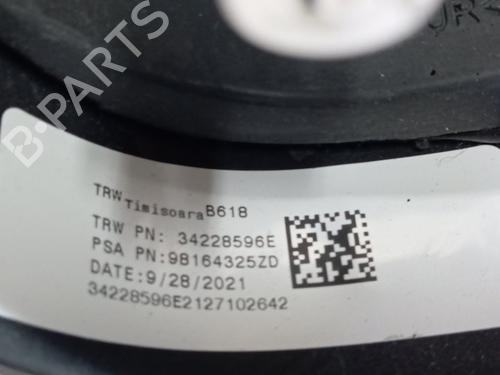 B-PARTS
TRW Timisoara B618
TRW PN: 34228596E
PSA PN:98164325ZD
DATE:9/28/2021
34228596E2127102642